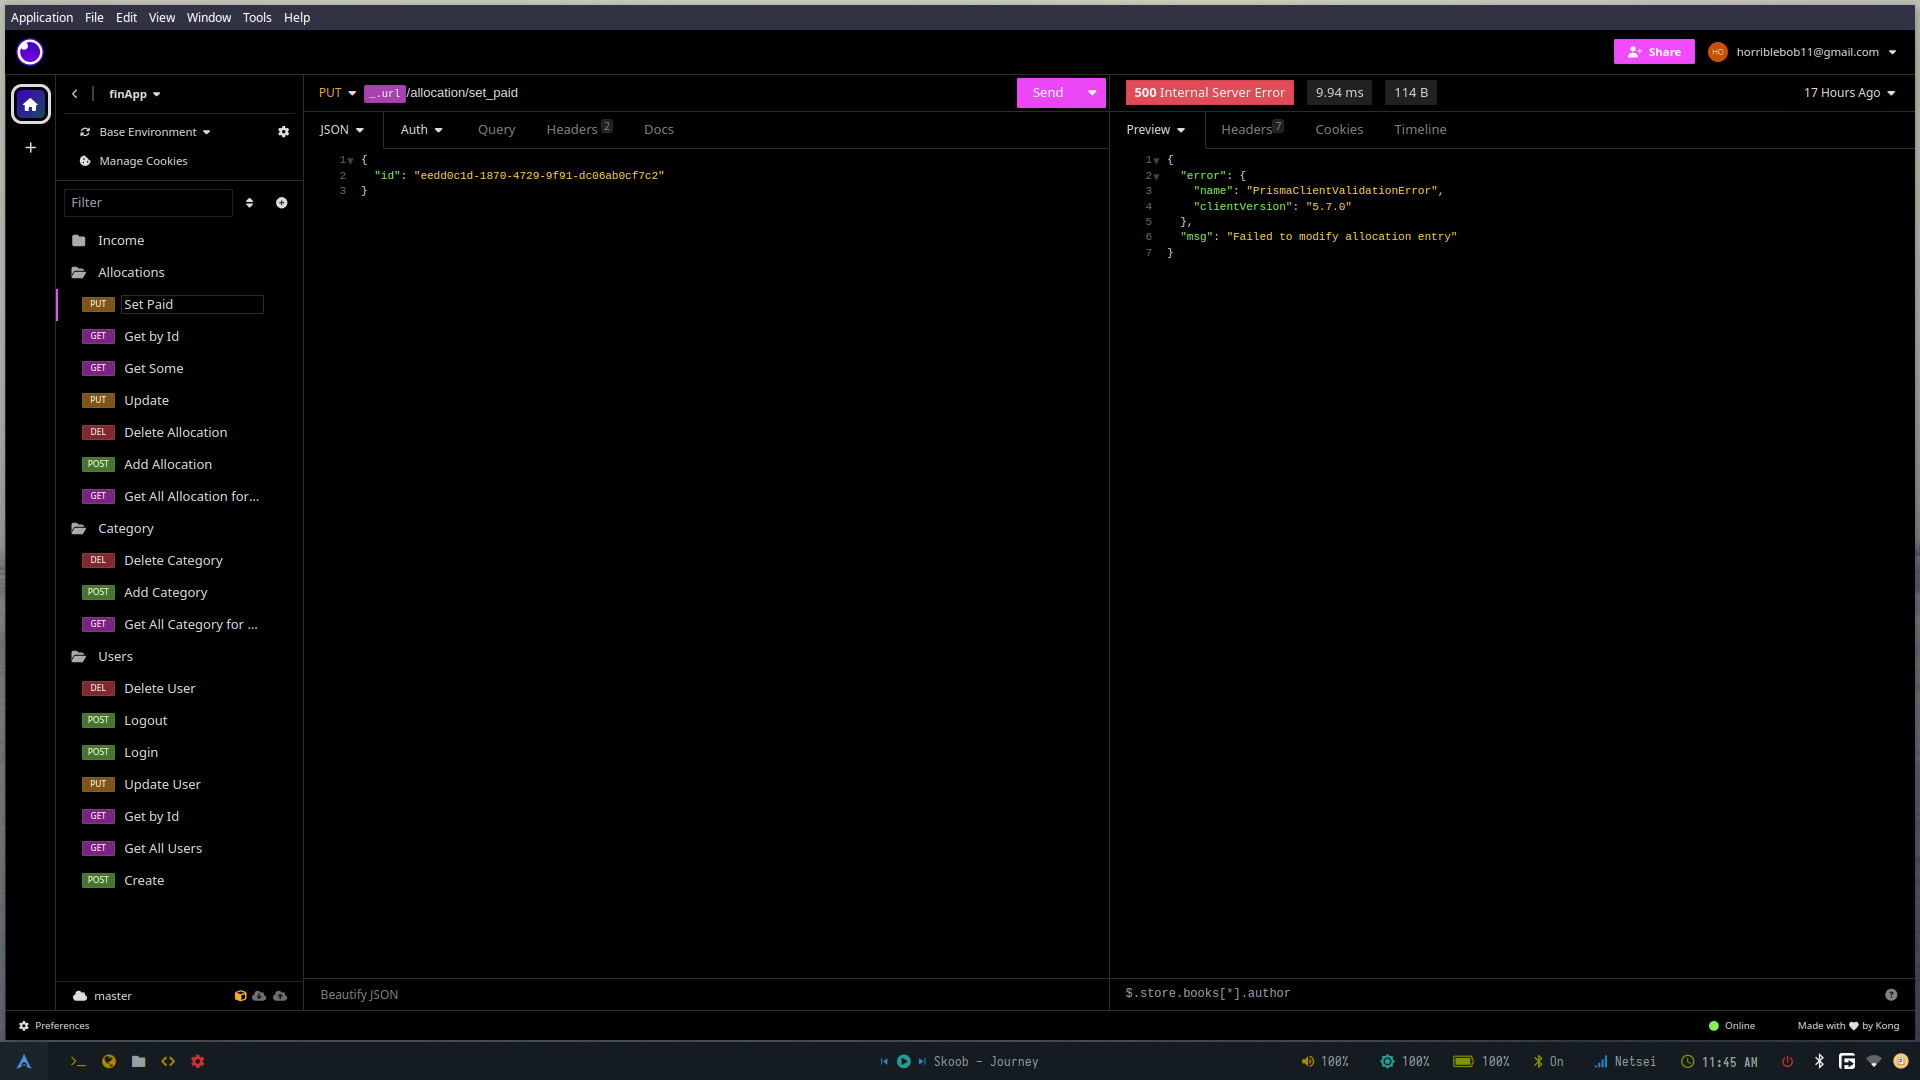 Application File Edit View Window Tools Help
Share HO horriblebob11@gmail.com
finApp
Base Environment
Manage Cookies
Filter
Income
Allocations
PUT Set Paid
GET Get by Id
GET Get Some
PUT Update
DEL Delete Allocation
POST Add Allocation
GET Get All Allocation for...
Category
DEL Delete Category
POST Add Category
GET Get All Category for ...
Users
DEL Delete User
POST Logout
POST Login
PUT Update User
GET Get by Id
GET Get All Users
POST Create
master
PUT _.url/allocation/set_paid Send
JSON Auth Query Headers 2 Docs
1 {
2 "id": "eedd0c1d-1870-4729-9f91-dc06ab0cf7c2"
3 }
Beautify JSON
500 Internal Server Error 9.94 ms 114 B 17 Hours Ago
Preview Headers 7 Cookies Timeline
1 {
2 "error": {
3 "name": "PrismaClientValidationError",
4 "clientVersion": "5.7.0"
5 },
6 "msg": "Failed to modify allocation entry"
7 }
$.store.books[*].author
Preferences Online Made with by Kong
Skoob - Journey 100% 100% 100% On Netsei 11:45 AM